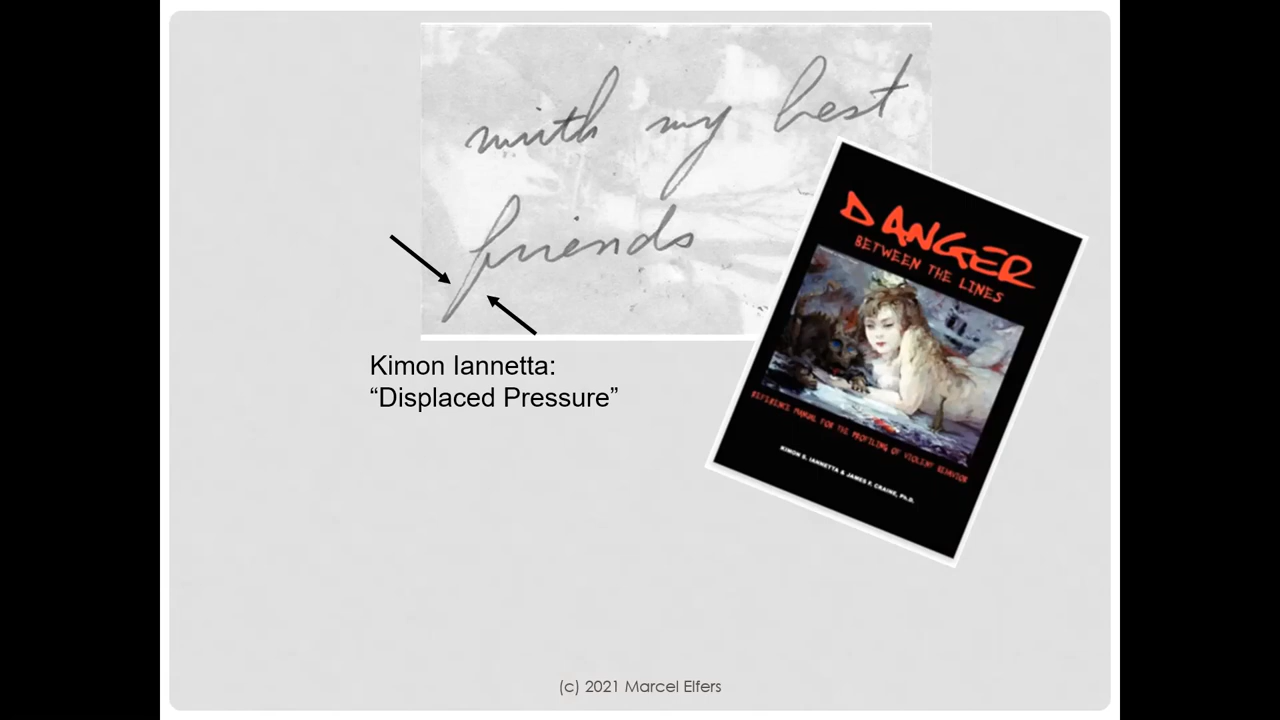 with my best
friends
DANGER
BETWEEN THE LINES
REFERENCE MANUAL FOR THE PROFILING OF VIOLENT BEHAVIOR
KIMON S. IANNETTA & JAMES F. CRAINE, Ph.D.
Kimon Iannetta:
“Displaced Pressure”
(c) 2021 Marcel Elfers